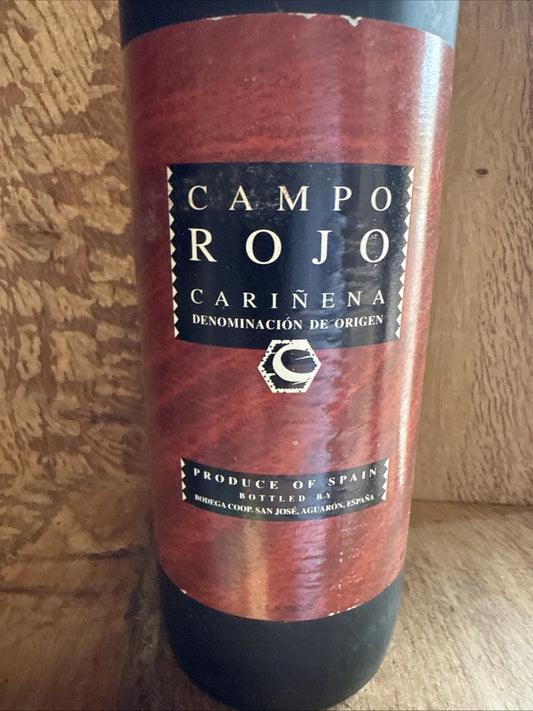 CAMPO
ROJO
CARIÑENA
DENOMINACIÓN DE ORIGEN
C
PRODUCE OF SPAIN
BOTTLED BY
BODEGA COOP. SAN JOSÉ, AGUARÓN, ESPAÑA